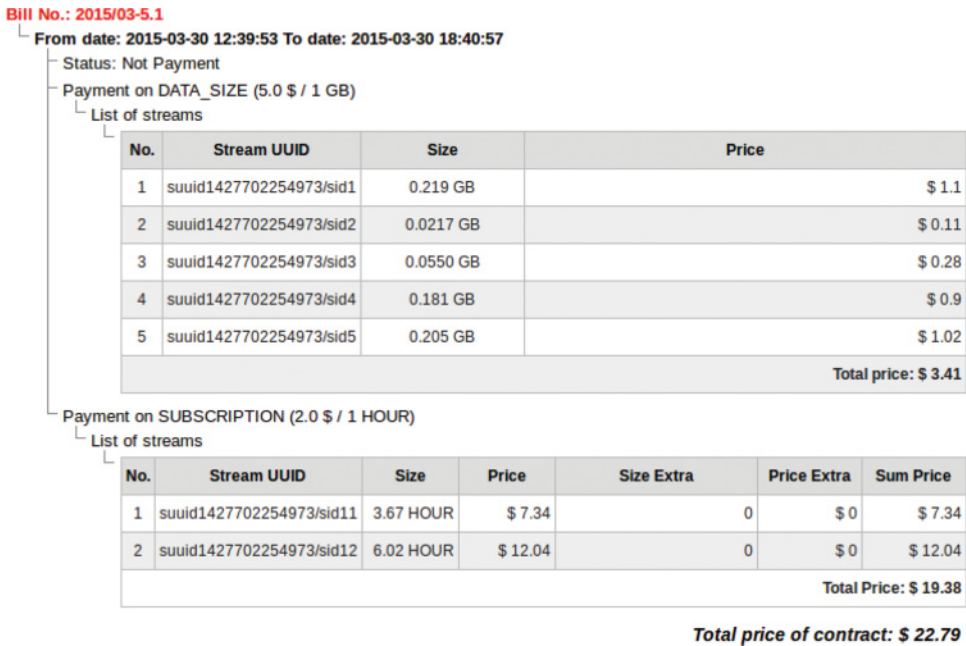 Bill No.: 2015/03-5.1
From date: 2015-03-30 12:39:53 To date: 2015-03-30 18:40:57
Status: Not Payment
Payment on DATA_SIZE (5.0 $ / 1 GB)
List of streams
No. Stream UUID Size Price
1 suuid1427702254973/sid1 0.219 GB $ 1.1
2 suuid1427702254973/sid2 0.0217 GB $ 0.11
3 suuid1427702254973/sid3 0.0550 GB $ 0.28
4 suuid1427702254973/sid4 0.181 GB $ 0.9
5 suuid1427702254973/sid5 0.205 GB $ 1.02
Total price: $ 3.41
Payment on SUBSCRIPTION (2.0 $ / 1 HOUR)
List of streams
No. Stream UUID Size Price Size Extra Price Extra Sum Price
1 suuid1427702254973/sid11 3.67 HOUR $ 7.34 0 $ 0 $ 7.34
2 suuid1427702254973/sid12 6.02 HOUR $ 12.04 0 $ 0 $ 12.04
Total Price: $ 19.38
Total price of contract: $ 22.79